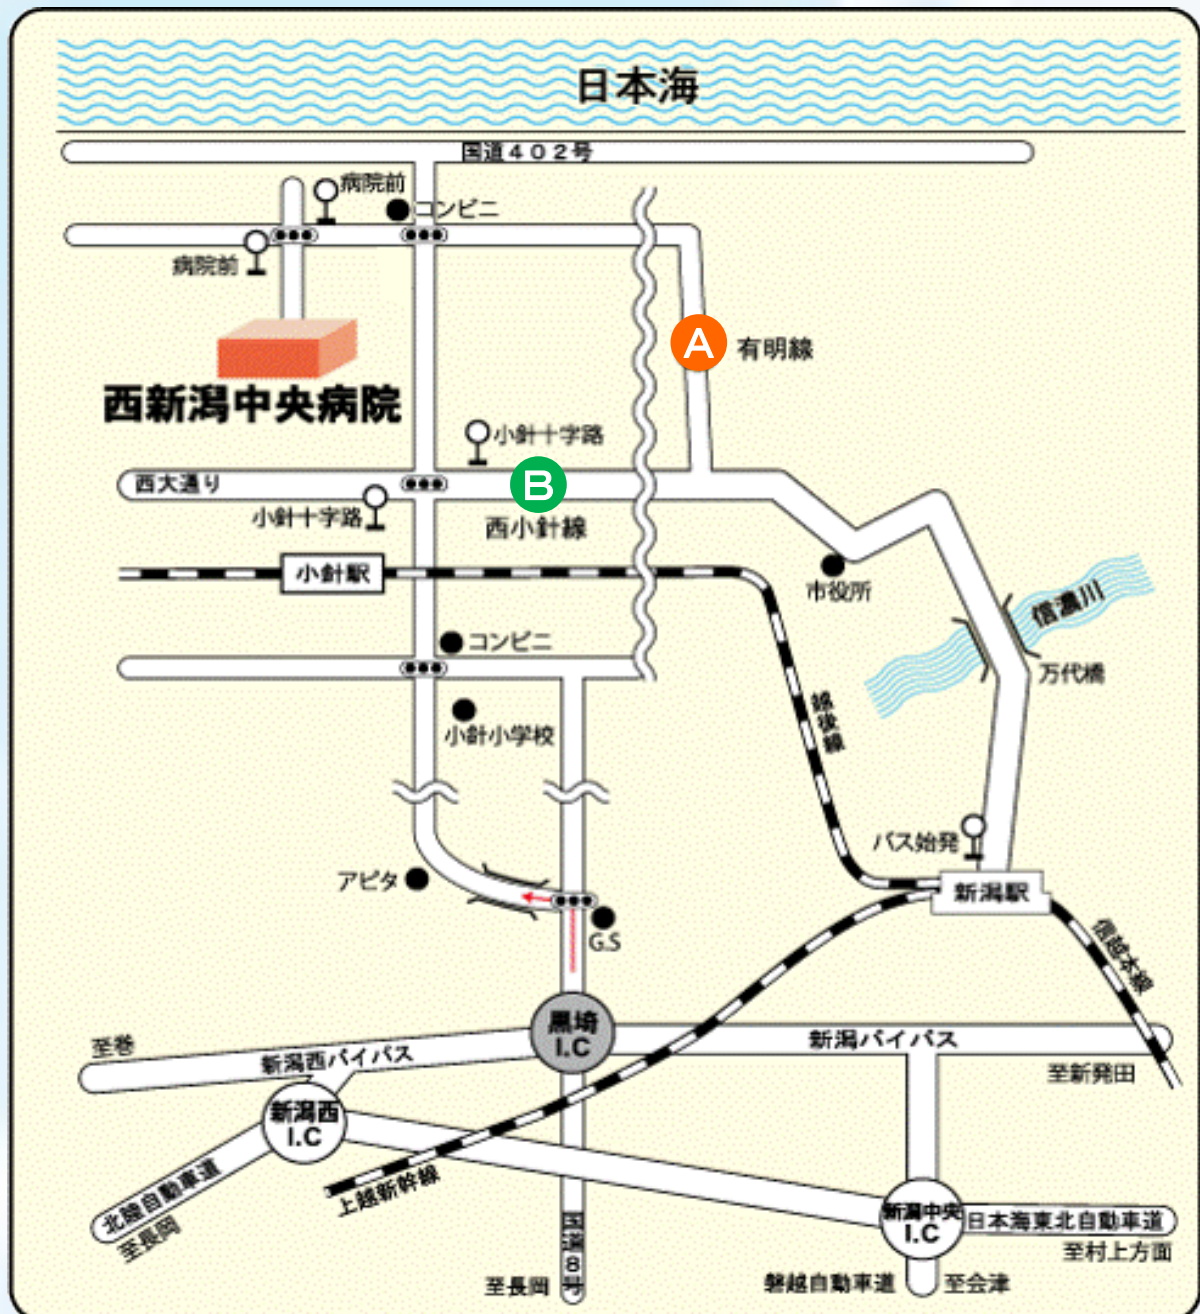 日本海
国道402号
病院前
コンビニ
病院前
A
有明線
西新潟中央病院
小針十字路
西大通り
B
小針十字路
西小針線
小針駅
市役所
信濃川
コンビニ
万代橋
小針小学校
越後線
バス始発
アピタ
新潟駅
G.S
信越本線
黒埼
I.C
至巻
新潟西バイパス
新潟バイパス
至新発田
新潟西
I.C
北陸自動車道
至長岡
上越新幹線
新潟中央
I.C
日本海東北自動車道
国道8号
至村上方面
至長岡
磐越自動車道
至会津